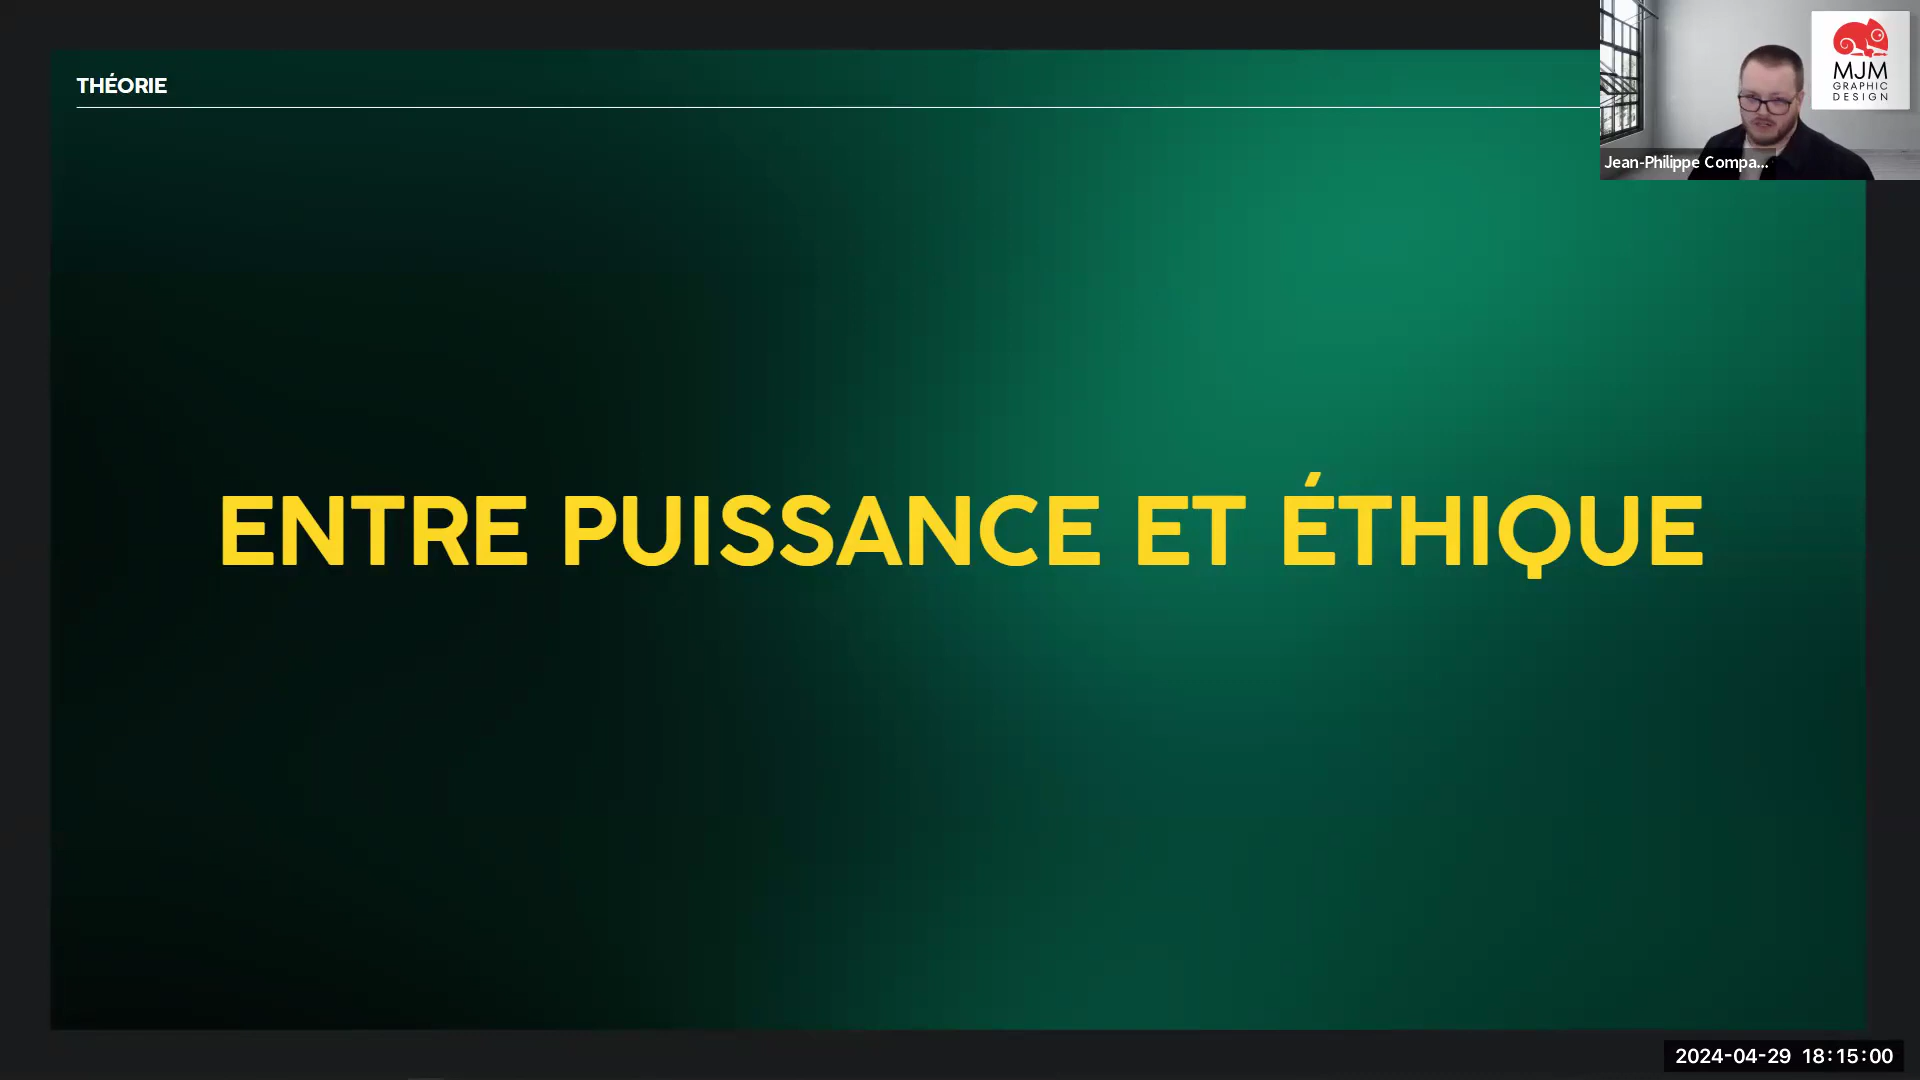 THÉORIE
MJM
GRAPHIC
DESIGN
Jean-Philippe Compa...
ENTRE PUISSANCE ET ÉTHIQUE
2024-04-29 18:15:00